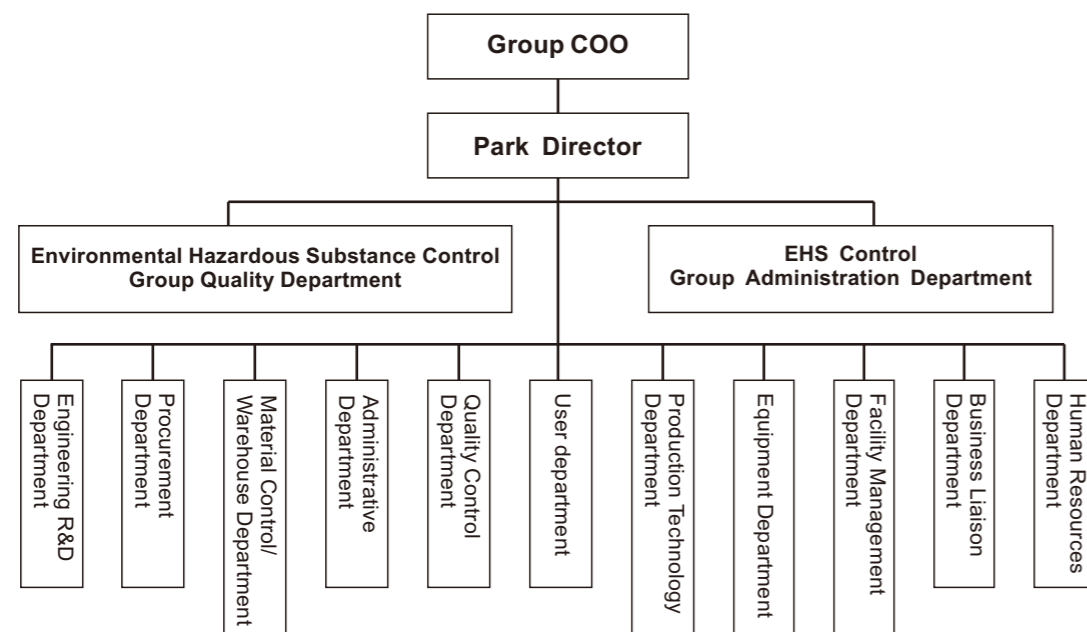 Group COO
Park Director
Environmental Hazardous Substance Control
Group Quality Department
EHS Control
Group Administration Department
Engineering R&D
Department
Procurement
Department
Material Control/
Warehouse Department
Administrative
Department
Quality Control
Department
User department
Production Technology
Department
Equipment Department
Facility Management
Department
Business Liaison
Department
Human Resources
Department